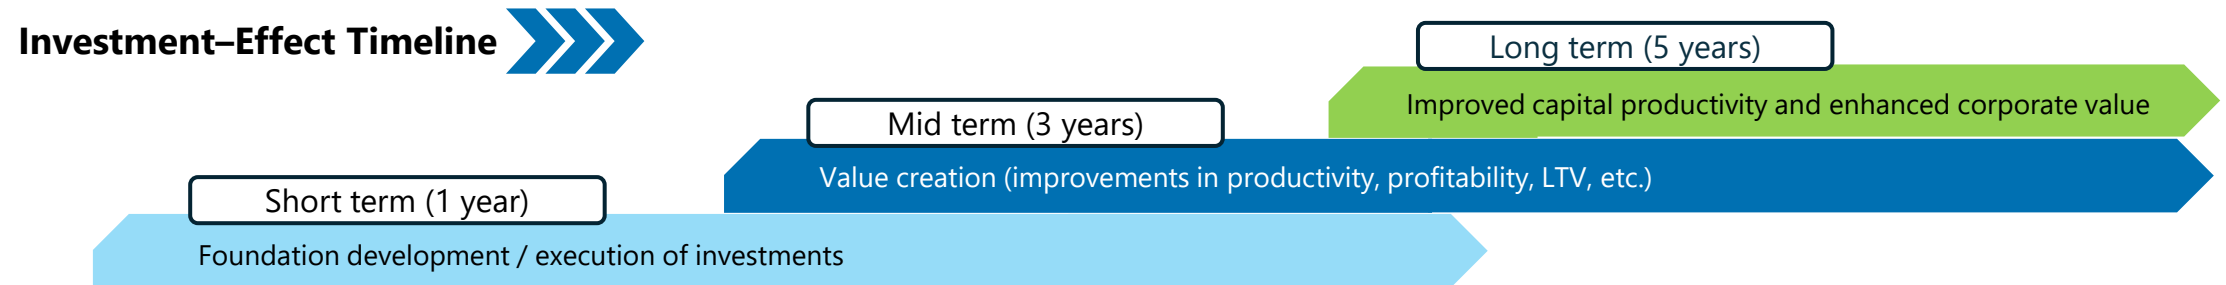 Investment–Effect Timeline
Long term (5 years)
Improved capital productivity and enhanced corporate value
Mid term (3 years)
Value creation (improvements in productivity, profitability, LTV, etc.)
Short term (1 year)
Foundation development / execution of investments